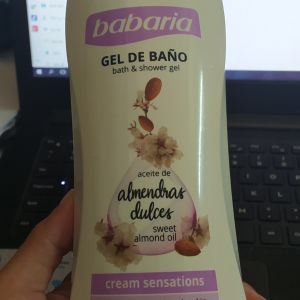 babaria
GEL DE BAÑO
bath & shower gel
aceite de
almendras
dulces
sweet
almond oil
cream sensations